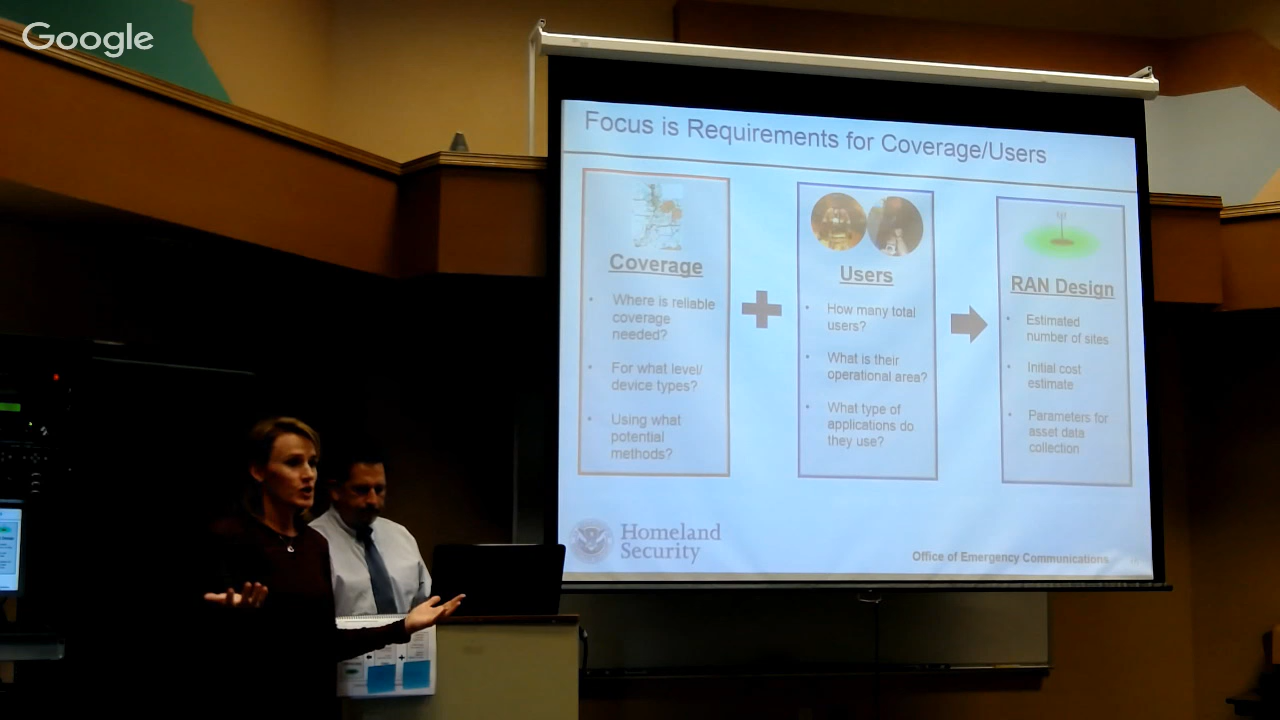 Google
Focus is Requirements for Coverage/Users
Coverage
• Where is reliable
coverage
needed?
• For what level/
device types?
• Using what
potential
methods?
Users
• How many total
users?
• What is their
operational area?
• What type of
applications do
they use?
RAN Design
• Estimated
number of sites
• Initial cost
estimate
• Parameters for
asset data
collection
Homeland
Security
Office of Emergency Communications